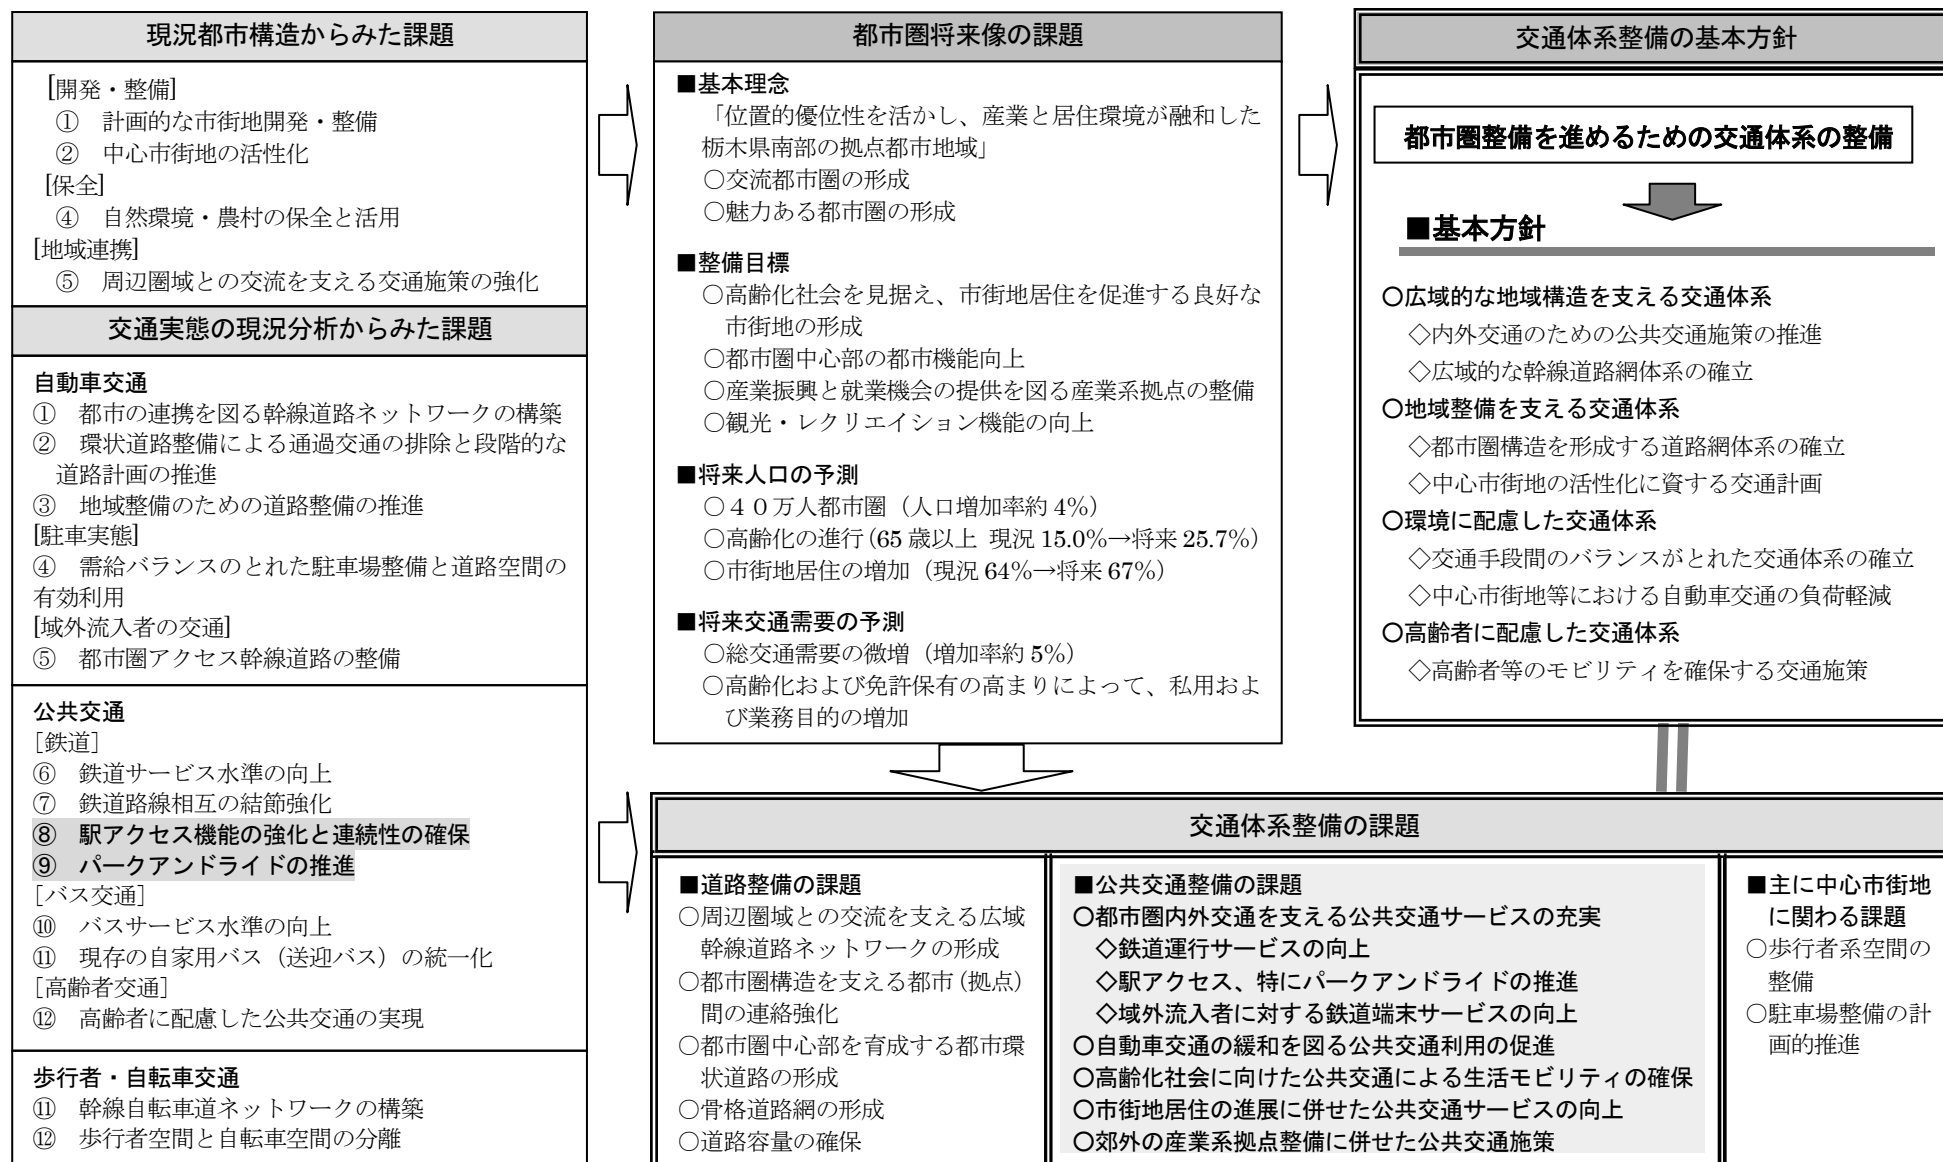 現況都市構造からみた課題
[開発・整備]
① 計画的な市街地開発・整備
② 中心市街地の活性化
[保全]
④ 自然環境・農村の保全と活用
[地域連携]
⑤ 周辺圏域との交流を支える交通施策の強化
交通実態の現況分析からみた課題
自動車交通
① 都市の連携を図る幹線道路ネットワークの構築
② 環状道路整備による通過交通の排除と段階的な
道路計画の推進
③ 地域整備のための道路整備の推進
[駐車実態]
④ 需給バランスのとれた駐車場整備と道路空間の
有効利用
[域外流入者の交通]
⑤ 都市圏アクセス幹線道路の整備
公共交通
[鉄道]
⑥ 鉄道サービス水準の向上
⑦ 鉄道路線相互の結節強化
⑧ 駅アクセス機能の強化と連続性の確保
⑨ パークアンドライドの推進
[バス交通]
⑩ バスサービス水準の向上
⑪ 現存の自家用バス（送迎バス）の統一化
[高齢者交通]
⑫ 高齢者に配慮した公共交通の実現
歩行者・自転車交通
⑪ 幹線自転車道ネットワークの構築
⑫ 歩行者空間と自転車空間の分離
都市圏将来像の課題
■基本理念
「位置的優位性を活かし、産業と居住環境が融和した
栃木県南部の拠点都市地域」
○交流都市圏の形成
○魅力ある都市圏の形成
■整備目標
○高齢化社会を見据え、市街地居住を促進する良好な
市街地の形成
○都市圏中心部の都市機能向上
○産業振興と就業機会の提供を図る産業系拠点の整備
○観光・レクリエイション機能の向上
■将来人口の予測
○４０万人都市圏（人口増加率約 4%）
○高齢化の進行（65 歳以上 現況 15.0%→将来 25.7%）
○市街地居住の増加（現況 64%→将来 67%）
■将来交通需要の予測
○総交通需要の微増（増加率約 5%）
○高齢化および免許保有の高まりによって、私用およ
び業務目的の増加
交通体系整備の基本方針
都市圏整備を進めるための交通体系の整備
■基本方針
○広域的な地域構造を支える交通体系
◇内外交通のための公共交通施策の推進
◇広域的な幹線道路網体系の確立
○地域整備を支える交通体系
◇都市圏構造を形成する道路網体系の確立
◇中心市街地の活性化に資する交通計画
○環境に配慮した交通体系
◇交通手段間のバランスがとれた交通体系の確立
◇中心市街地等における自動車交通の負荷軽減
○高齢者に配慮した交通体系
◇高齢者等のモビリティを確保する交通施策
交通体系整備の課題
■道路整備の課題
○周辺圏域との交流を支える広域
幹線道路ネットワークの形成
○都市圏構造を支える都市（拠点）
間の連絡強化
○都市圏中心部を育成する都市環
状道路の形成
○骨格道路網の形成
○道路容量の確保
■公共交通整備の課題
○都市圏内外交通を支える公共交通サービスの充実
◇鉄道運行サービスの向上
◇駅アクセス、特にパークアンドライドの推進
◇域外流入者に対する鉄道端末サービスの向上
○自動車交通の緩和を図る公共交通利用の促進
○高齢化社会に向けた公共交通による生活モビリティの確保
○市街地居住の進展に併せた公共交通サービスの向上
○郊外の産業系拠点整備に併せた公共交通施策
■主に中心市街地
に関わる課題
○歩行者系空間の
整備
○駐車場整備の計
画的推進